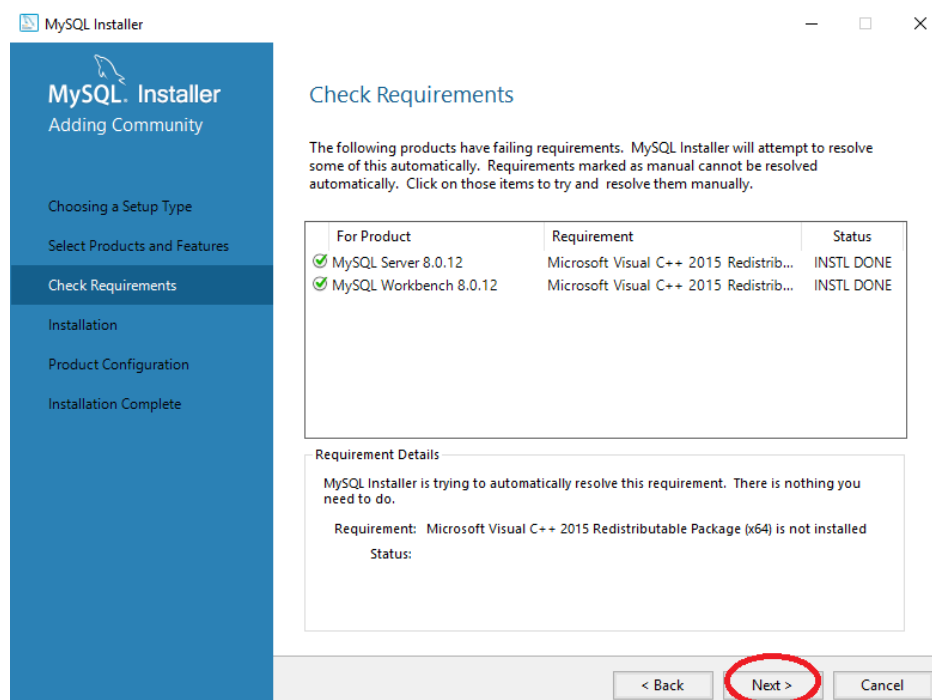 MySQL Installer
MySQL. Installer
Adding Community
Choosing a Setup Type
Select Products and Features
Check Requirements
Installation
Product Configuration
Installation Complete
Check Requirements
The following products have failing requirements. MySQL Installer will attempt to resolve
some of this automatically. Requirements marked as manual cannot be resolved
automatically. Click on those items to try and resolve them manually.
For Product Requirement Status
MySQL Server 8.0.12 Microsoft Visual C++ 2015 Redistrib... INSTL DONE
MySQL Workbench 8.0.12 Microsoft Visual C++ 2015 Redistrib... INSTL DONE
Requirement Details
MySQL Installer is trying to automatically resolve this requirement. There is nothing you
need to do.
Requirement: Microsoft Visual C++ 2015 Redistributable Package (x64) is not installed
Status:
< Back Next > Cancel